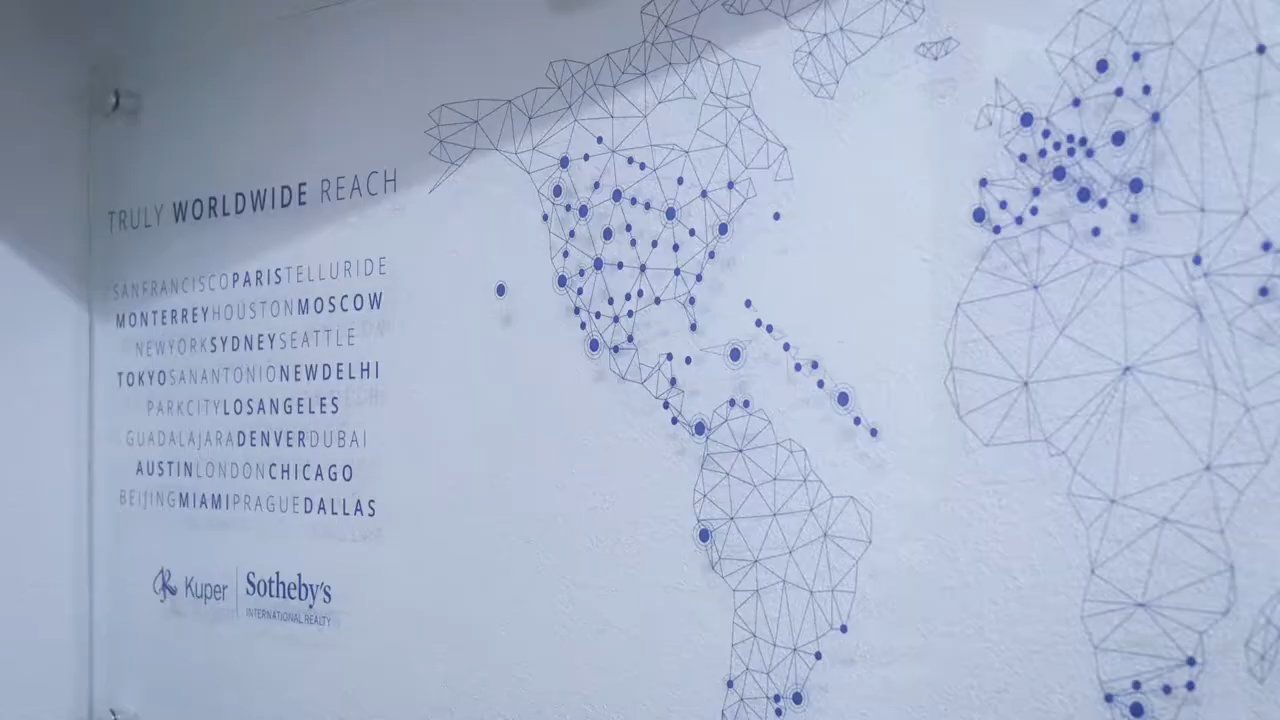 TRULY WORLDWIDE REACH
SANFRANCISCOPARISTELLURIDE
MONTERREYHOUSTONMOSCOW
NEWYORKSYDNEYSEATTLE
TOKYOSANANTONIONEWDELHI
PARKCITYLOSANGELES
GUADALAJARADENVERDUBAI
AUSTINLONDONCHICAGO
BEIJINGMIAMIPRAGUEDALLAS
Kuper Sotheby's
INTERNATIONAL REALTY